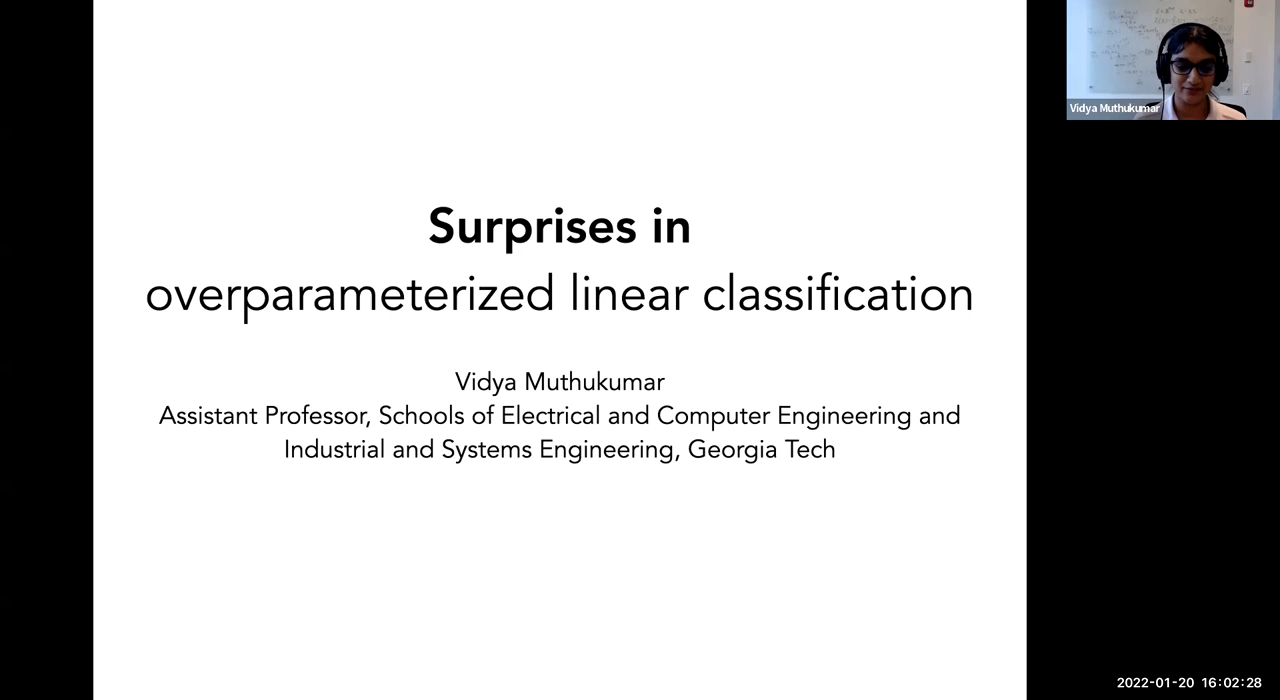 Surprises in
overparameterized linear classification
Vidya Muthukumar
Assistant Professor, Schools of Electrical and Computer Engineering and
Industrial and Systems Engineering, Georgia Tech
Vidya Muthukumar
2022-01-20 16:02:28